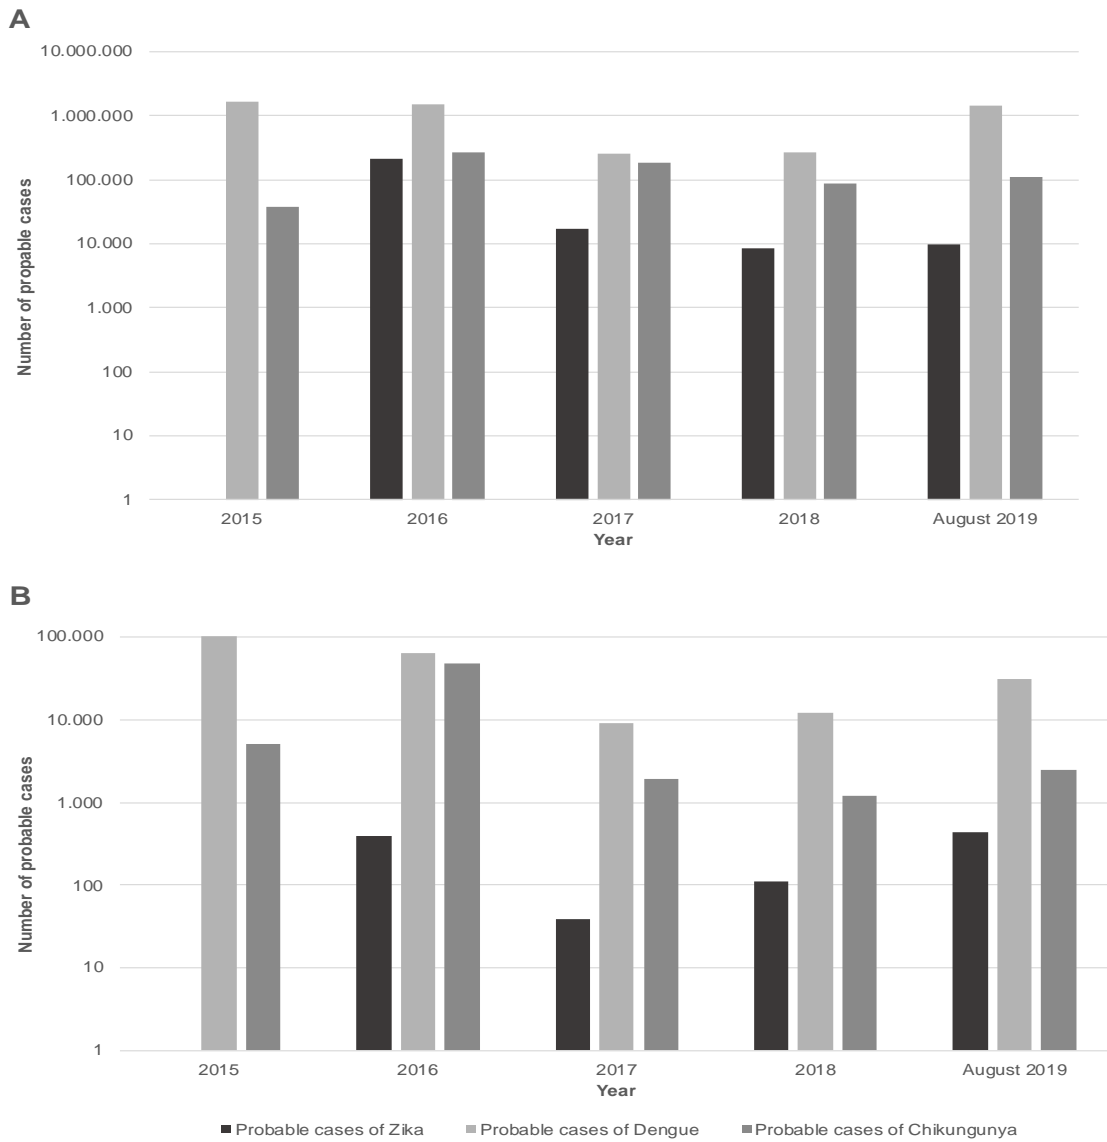 A
10.000.000
1.000.000
100.000
10.000
1.000
100
10
1
Number of propable cases
2015 2016 2017 2018 August 2019
Year
B
100.000
10.000
1.000
100
10
1
Number of probable cases
2015 2016 2017 2018 August 2019
Year
Probable cases of Zika Probable cases of Dengue Probable cases of Chikungunya